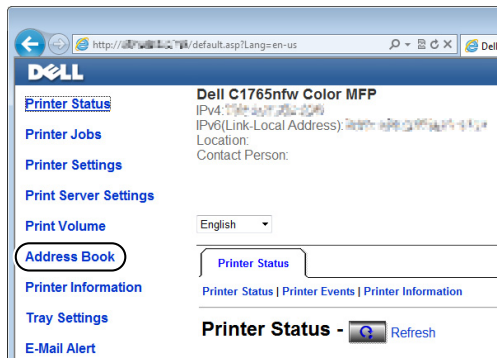 http:// /default.asp?Lang=en-us
Dell
DELL
Dell C1765nfw Color MFP
IPv4:
IPv6(Link-Local Address):
Location:
Contact Person:
Printer Status
Printer Jobs
Printer Settings
Print Server Settings
Print Volume
Address Book
Printer Information
Tray Settings
E-Mail Alert
English
Printer Status
Printer Status | Printer Events | Printer Information
Printer Status - Refresh